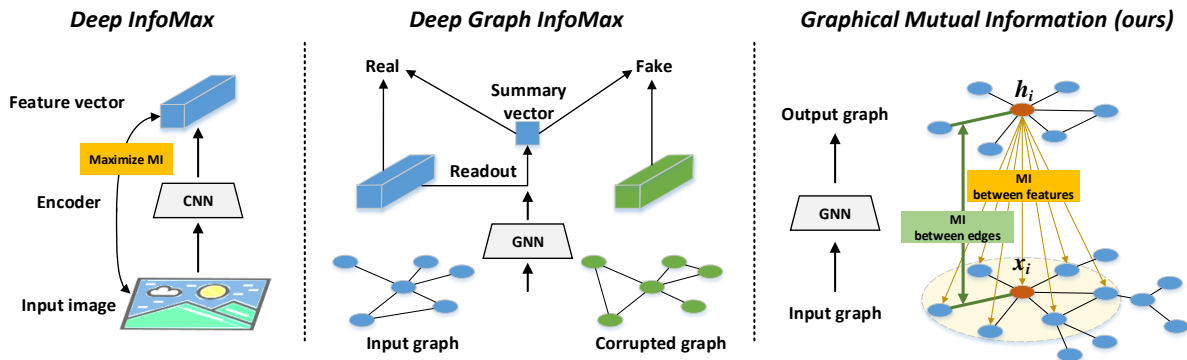 Deep InfoMax
Feature vector
Maximize MI
Encoder
CNN
Input image
Deep Graph InfoMax
Real
Fake
Summary
vector
Readout
GNN
Input graph
Corrupted graph
Graphical Mutual Information (ours)
h_i
Output graph
MI
between features
GNN
MI
between edges
x_i
Input graph